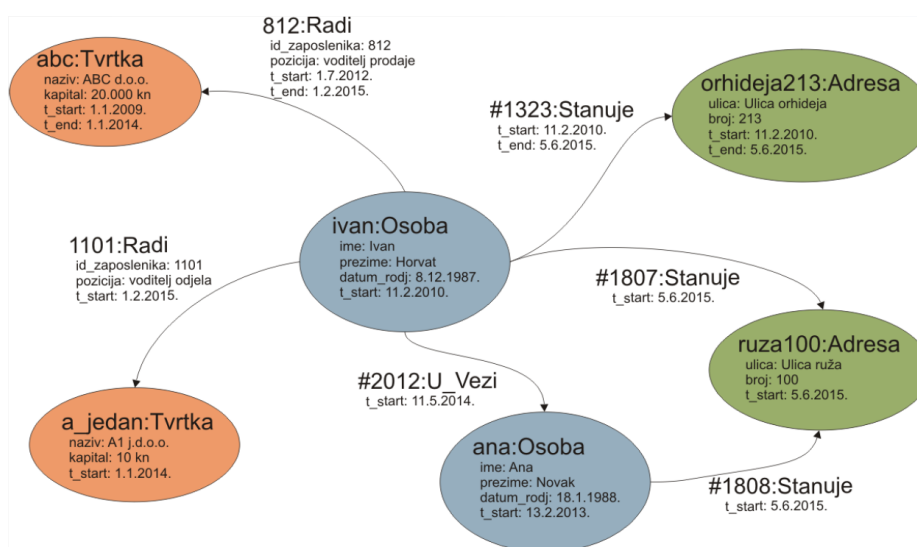 812:Radi
id_zaposlenika: 812
pozicija: voditelj prodaje
t_start: 1.7.2012.
t_end: 1.2.2015.
abc:Tvrtka
naziv: ABC d.o.o.
kapital: 20.000 kn
t_start: 1.1.2009.
t_end: 1.1.2014.
orhideja213:Adresa
ulica: Ulica orhideja
broj: 213
t_start: 11.2.2010.
t_end: 5.6.2015.
#1323:Stanuje
t_start: 11.2.2010.
t_end: 5.6.2015.
ivan:Osoba
ime: Ivan
prezime: Horvat
datum_rodj: 8.12.1987.
t_start: 11.2.2010.
1101:Radi
id_zaposlenika: 1101
pozicija: voditelj odjela
t_start: 1.2.2015.
#1807:Stanuje
t_start: 5.6.2015.
ruza100:Adresa
ulica: Ulica ruža
broj: 100
t_start: 5.6.2015.
#2012:U_Vezi
t_start: 11.5.2014.
a_jedan:Tvrtka
naziv: A1 j.d.o.o.
kapital: 10 kn
t_start: 1.1.2014.
ana:Osoba
ime: Ana
prezime: Novak
datum_rodj: 18.1.1988.
t_start: 13.2.2013.
#1808:Stanuje
t_start: 5.6.2015.